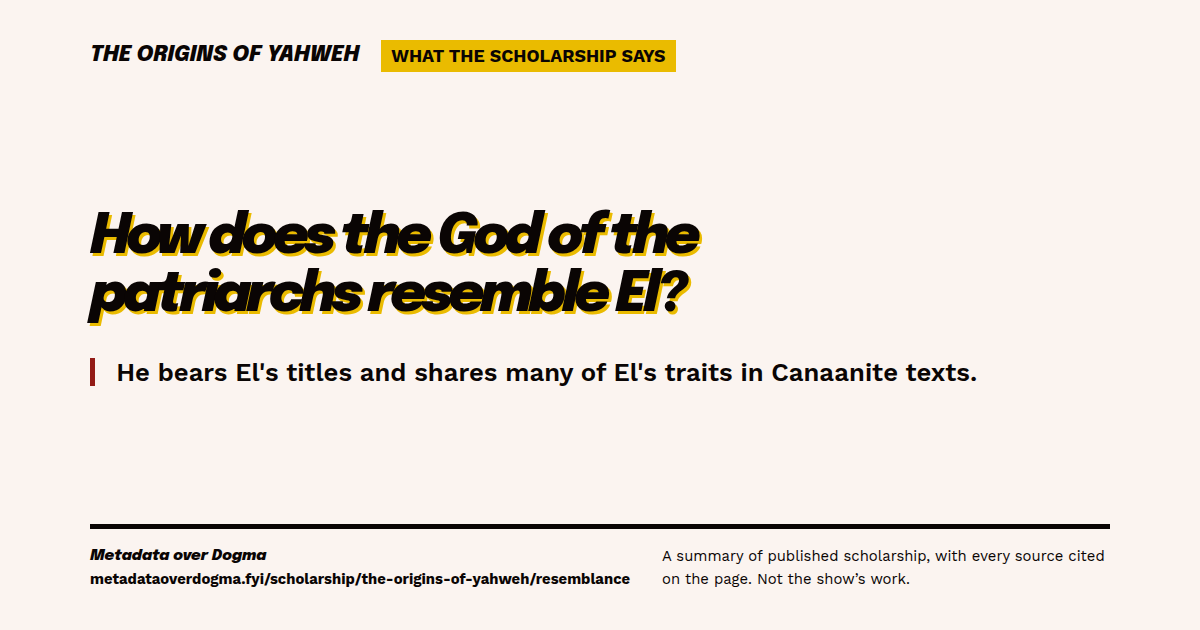 THE ORIGINS OF YAHWEH
WHAT THE SCHOLARSHIP SAYS
How does the God of the
patriarchs resemble El?
He bears El's titles and shares many of El's traits in Canaanite texts.
Metadata over Dogma
metadataoverdogma.fyi/scholarship/the-origins-of-yahweh/resemblance
A summary of published scholarship, with every source cited
on the page. Not the show’s work.